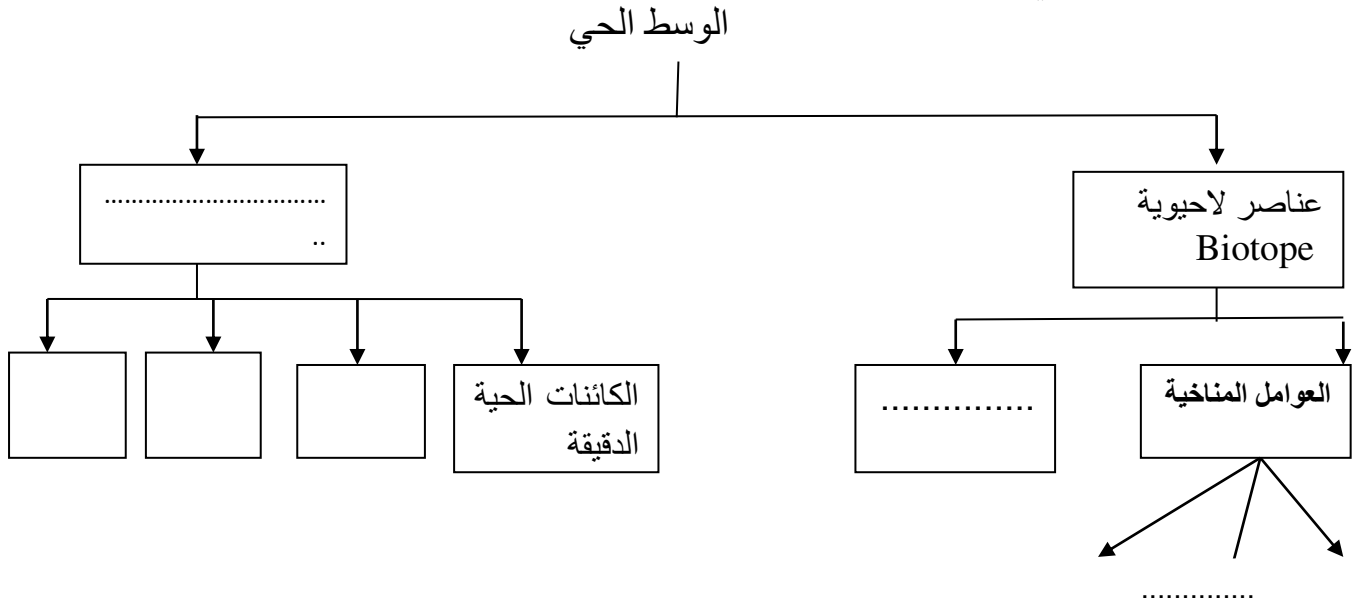 الوسط الحي
عناصر لاحيوية
Biotope
................................
..
العوامل المناخية
...............
الكائنات الحية
الدقيقة
..............